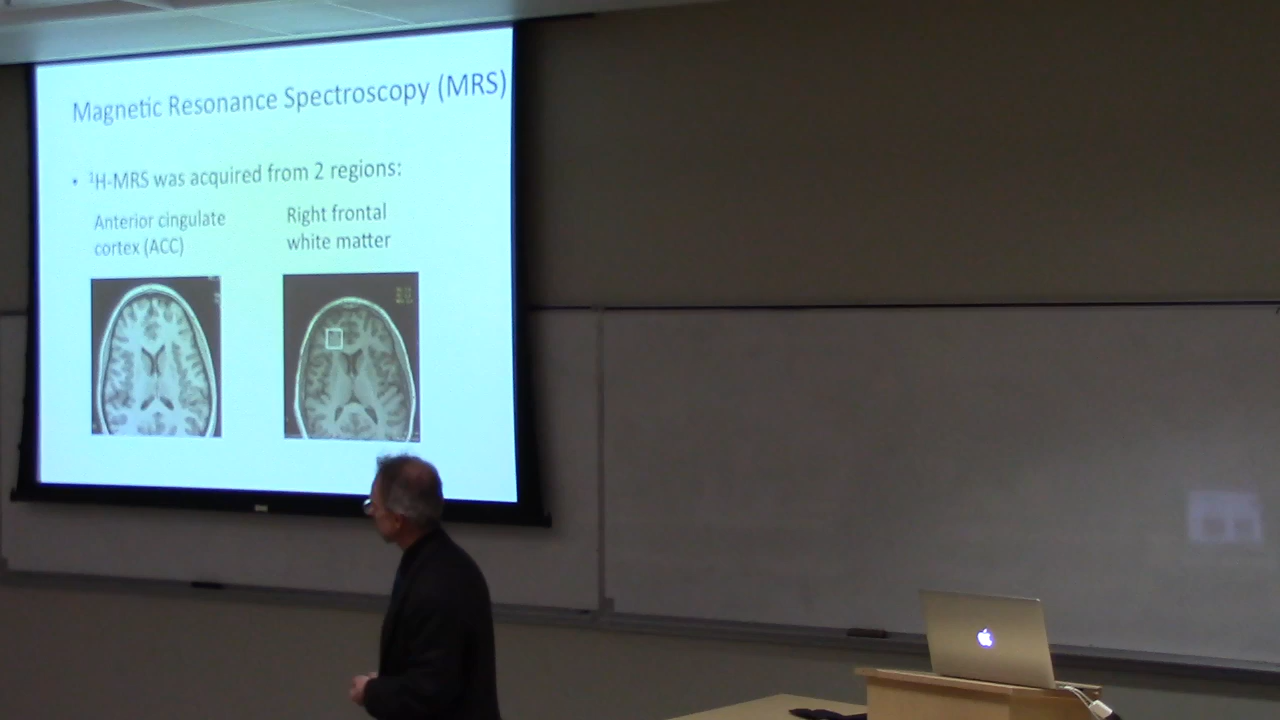 Magnetic Resonance Spectroscopy (MRS)
• ¹H-MRS was acquired from 2 regions:
Anterior cingulate
cortex (ACC)
Right frontal
white matter